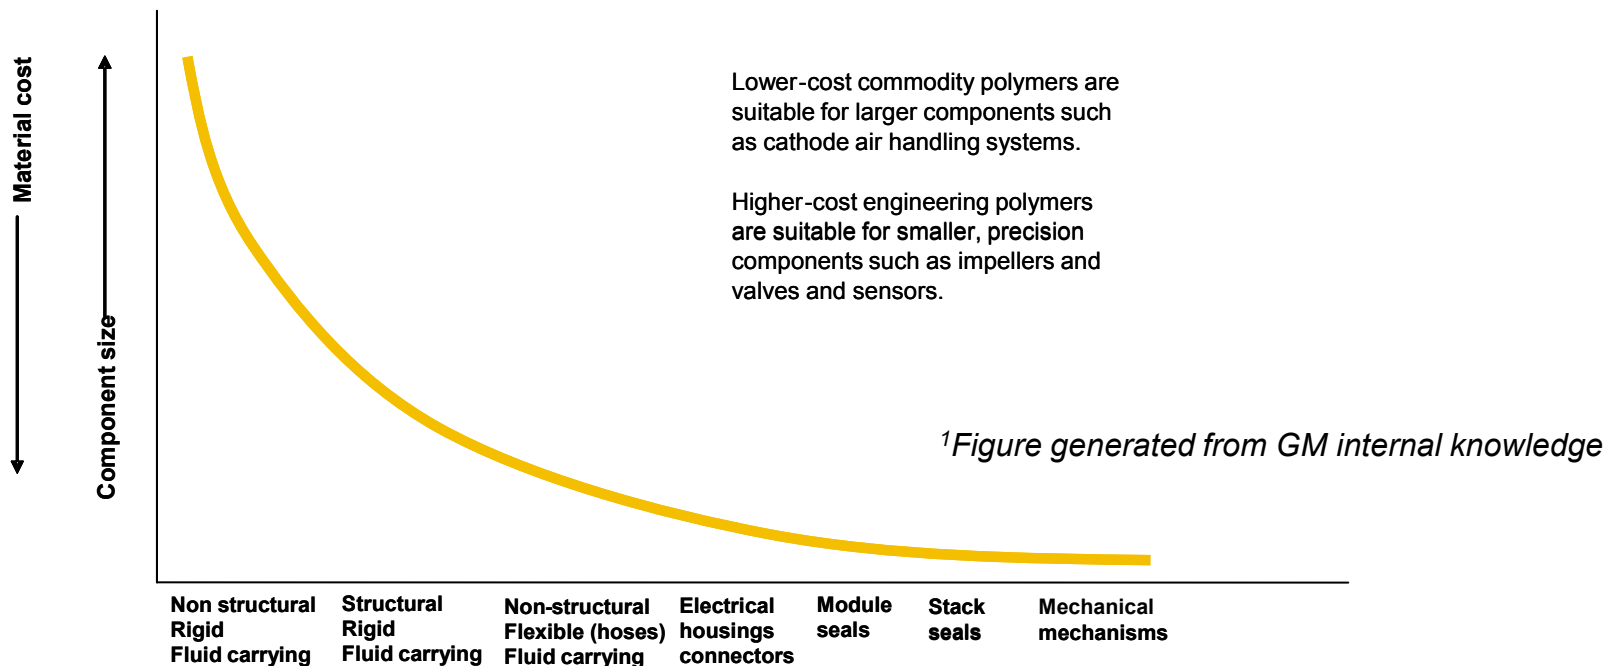 Material cost
Component size
Lower-cost commodity polymers are
suitable for larger components such
as cathode air handling systems.
Higher-cost engineering polymers
are suitable for smaller, precision
components such as impellers and
valves and sensors.
¹Figure generated from GM internal knowledge
Non structural
Rigid
Fluid carrying
Structural
Rigid
Fluid carrying
Non-structural
Flexible (hoses)
Fluid carrying
Electrical
housings
connectors
Module
seals
Stack
seals
Mechanical
mechanisms